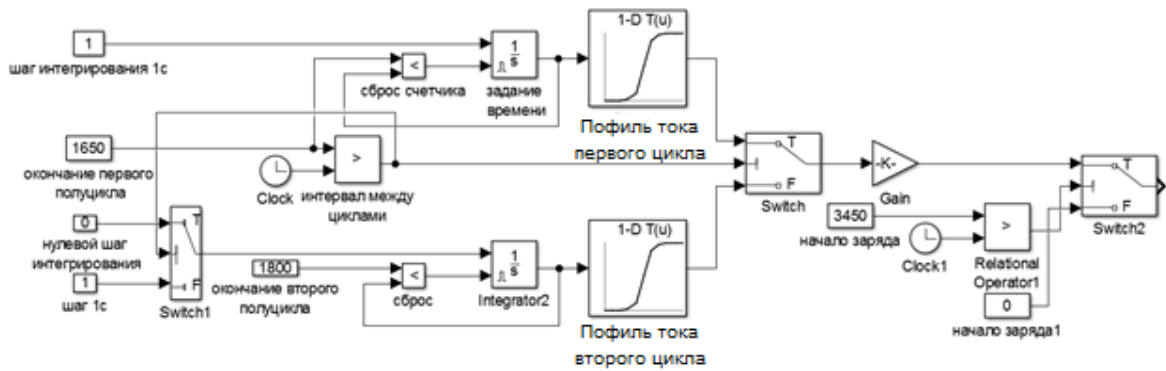 1
шаг интегрирования 1с
<
сброс счетчика
1
s
задание
времени
1-D T(u)
Пофиль тока
первого цикла
1650
окончание первого
полуцикла
Clock
>
интервал между
циклами
T
F
Switch
-K-
Gain
T
F
Switch2
3450
начало заряда
Clock1
>
Relational
Operator1
0
начало заряда1
0
нулевой шаг
интегрирования
1
шаг 1с
T
F
Switch1
1800
окончание второго
полуцикла
<
сброс
1
s
Integrator2
1-D T(u)
Пофиль тока
второго цикла